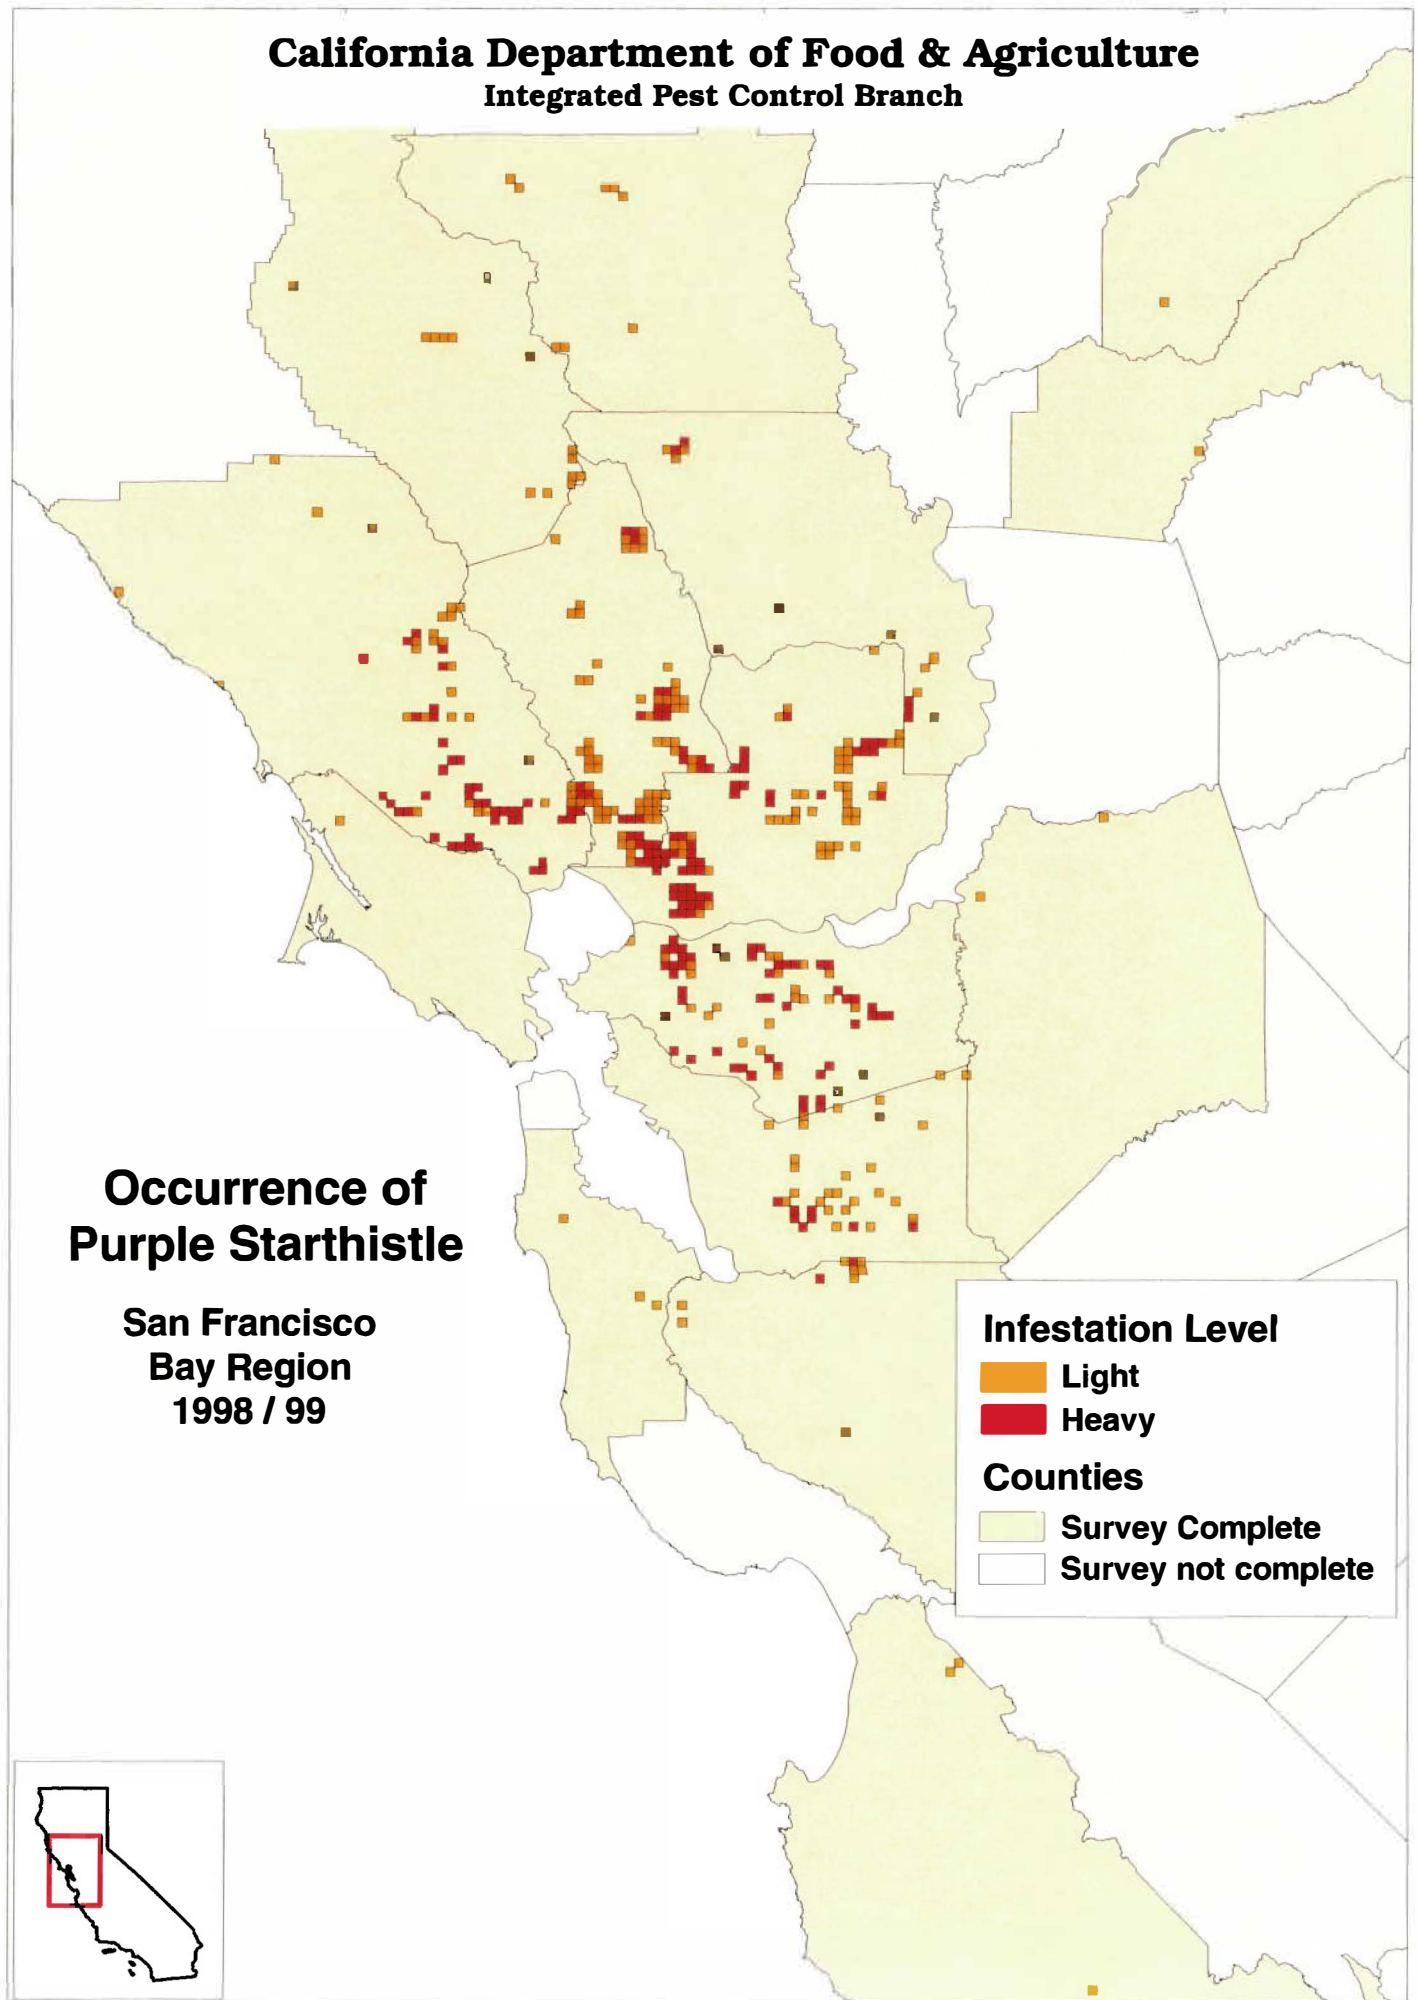 California Department of Food & Agriculture
Integrated Pest Control Branch
Occurrence of
Purple Starthistle
San Francisco
Bay Region
1998 / 99
Infestation Level
Light
Heavy
Counties
Survey Complete
Survey not complete